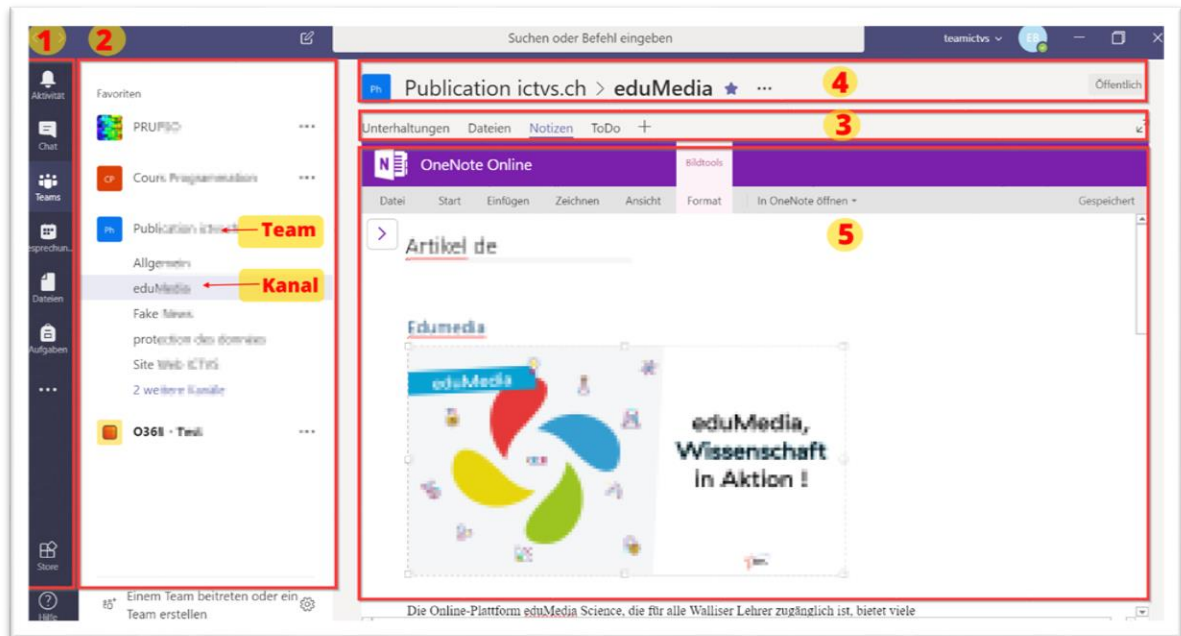 1
2
Suchen oder Befehl eingeben
teamictvs
EB
Aktivität
Chat
Teams
esprechun...
Dateien
Aufgaben
...
Store
Hilfe
Favoriten
PRUPSO
...
CP
Cours Programmation
...
Ph
Publication
Team
Allgemein
eduMedia
Kanal
Fake News
protection des données
Site Web ICTVS
2 weitere Kanäle
O365 - Test
...
Einem Team beitreten oder ein
Team erstellen
Ph
Publication ictvs.ch > eduMedia ...
4
Öffentlich
Unterhaltungen Dateien Notizen ToDo +
3
N
OneNote Online
Bildtools
Datei Start Einfügen Zeichnen Ansicht Format In OneNote öffnen Gespeichert
5
Artikel de
Edumedia
eduMedia
eduMedia,
Wissenschaft
in Aktion !
Die Online-Plattform eduMedia Science, die für alle Walliser Lehrer zugänglich ist, bietet viele